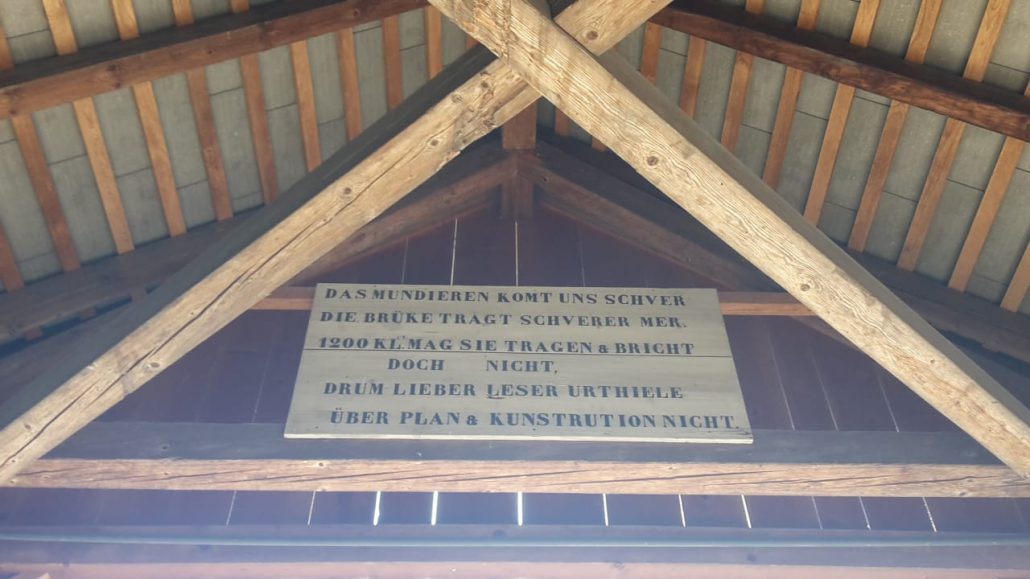 DAS MUNDIEREN KOMT UNS SCHVER
DIE BRÜKE TRAGT SCHVERER MER.
1200 KL. MAG SIE TRAGEN & BRICHT
DOCH NICHT,
DRUM LIEBER LESER URTHIELE
ÜBER PLAN & KUNSTRUTION NICHT.